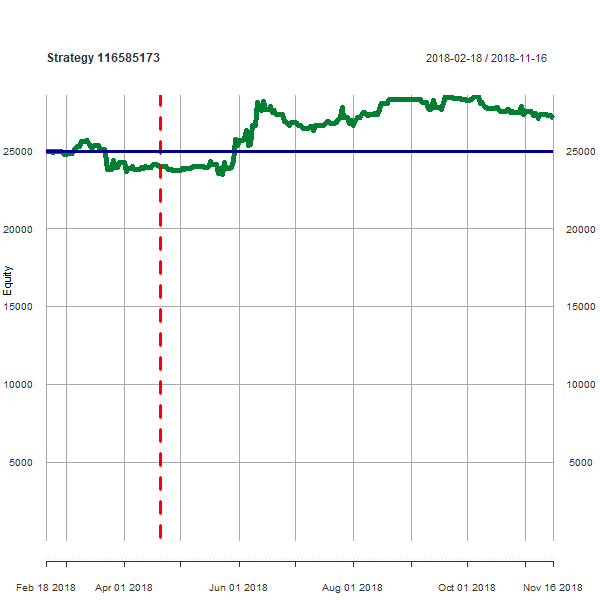 Strategy 116585173
2018-02-18 / 2018-11-16
25000 25000
20000 20000
Equity
15000 15000
10000 10000
5000 5000
Feb 18 2018 Apr 01 2018 Jun 01 2018 Aug 01 2018 Oct 01 2018 Nov 16 2018